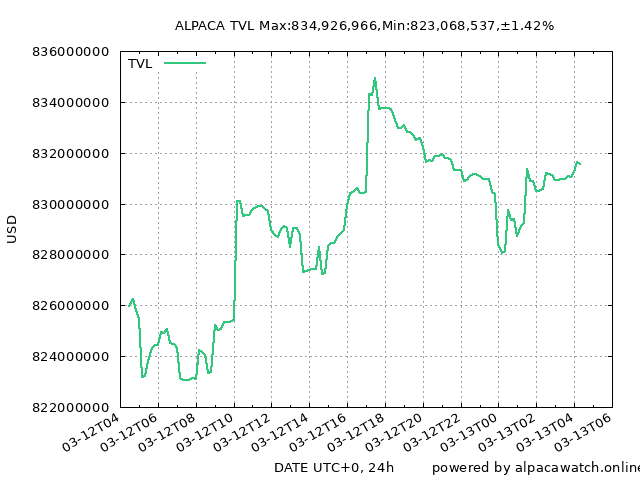 ALPACA TVL Max:834,926,966,Min:823,068,537,±1.42%
836000000
TVL
834000000
832000000
830000000
USD
828000000
826000000
824000000
822000000
03-12T04 03-12T06 03-12T08 03-12T10 03-12T12 03-12T14 03-12T16 03-12T18 03-12T20 03-12T22 03-13T00 03-13T02 03-13T04 03-13T06
DATE UTC+0, 24h powered by alpacawatch.online